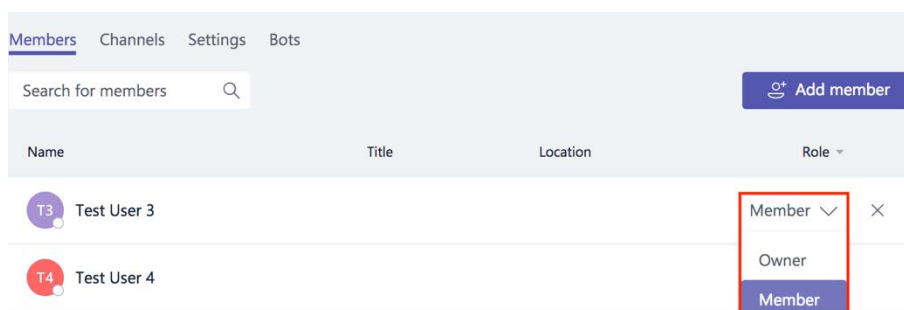 Members Channels Settings Bots
Search for members Add member
Name Title Location Role
T3 Test User 3 Member
Owner
T4 Test User 4
Member